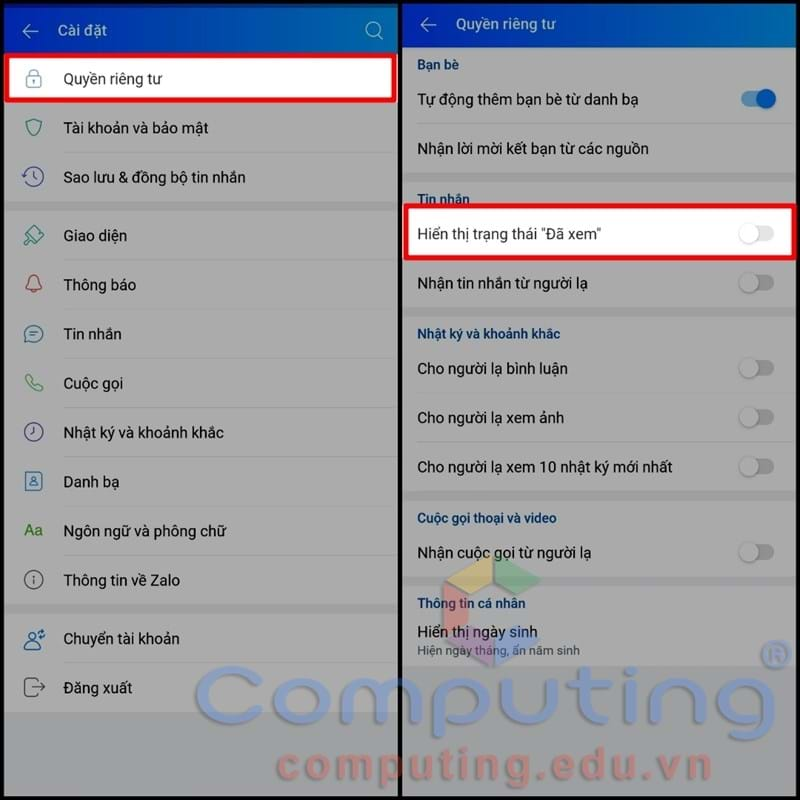 Cài đặt
Quyền riêng tư
Tài khoản và bảo mật
Sao lưu & đồng bộ tin nhắn
Giao diện
Thông báo
Tin nhắn
Cuộc gọi
Nhật ký và khoảnh khắc
Danh bạ
Aa Ngôn ngữ và phông chữ
Thông tin về Zalo
Chuyển tài khoản
Đăng xuất
Quyền riêng tư
Bạn bè
Tự động thêm bạn bè từ danh bạ
Nhận lời mời kết bạn từ các nguồn
Tin nhắn
Hiển thị trạng thái "Đã xem"
Nhận tin nhắn từ người lạ
Nhật ký và khoảnh khắc
Cho người lạ bình luận
Cho người lạ xem ảnh
Cho người lạ xem 10 nhật ký mới nhất
Cuộc gọi thoại và video
Nhận cuộc gọi từ người lạ
Thông tin cá nhân
Hiển thị ngày sinh
Hiện ngày tháng, ẩn năm sinh
Computing®
computing.edu.vn